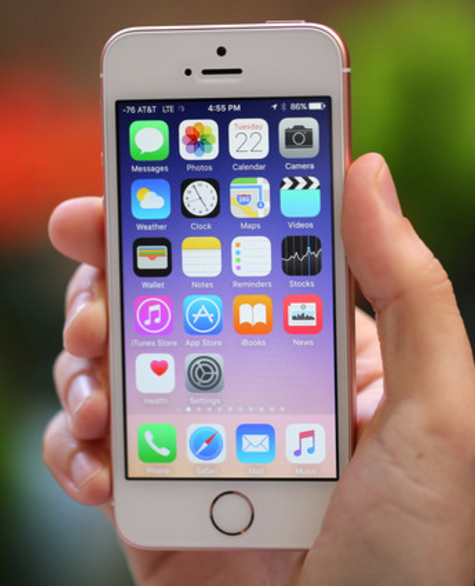 -76 AT&T LTE 4:55 PM 86%
Tuesday
22
Messages Photos Calendar Camera
280
Weather Clock Maps Videos
Wallet Notes Reminders Stocks
iTunes Store App Store iBooks News
Health Settings
Phone Safari Mail Music